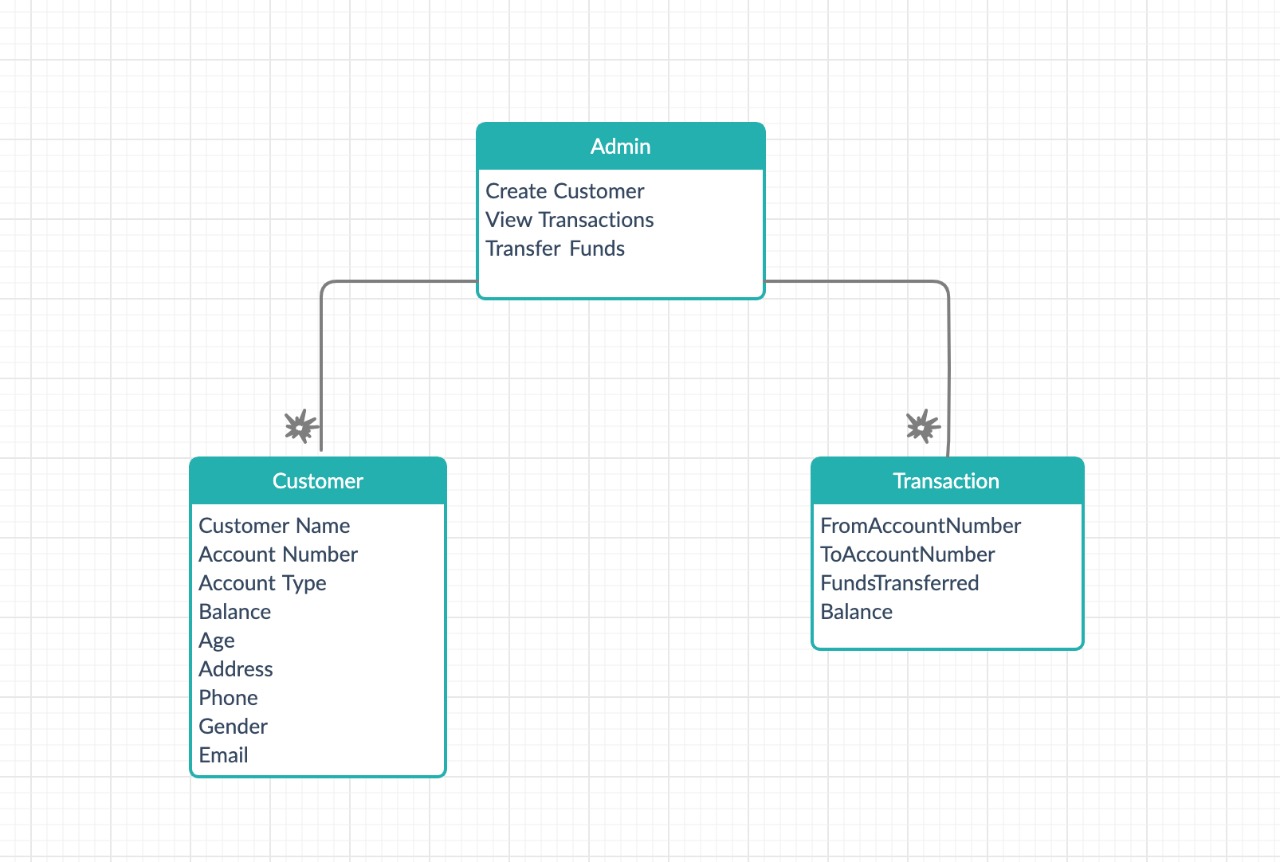 Admin
Create Customer
View Transactions
Transfer Funds
Customer
Customer Name
Account Number
Account Type
Balance
Age
Address
Phone
Gender
Email
Transaction
FromAccountNumber
ToAccountNumber
FundsTransferred
Balance